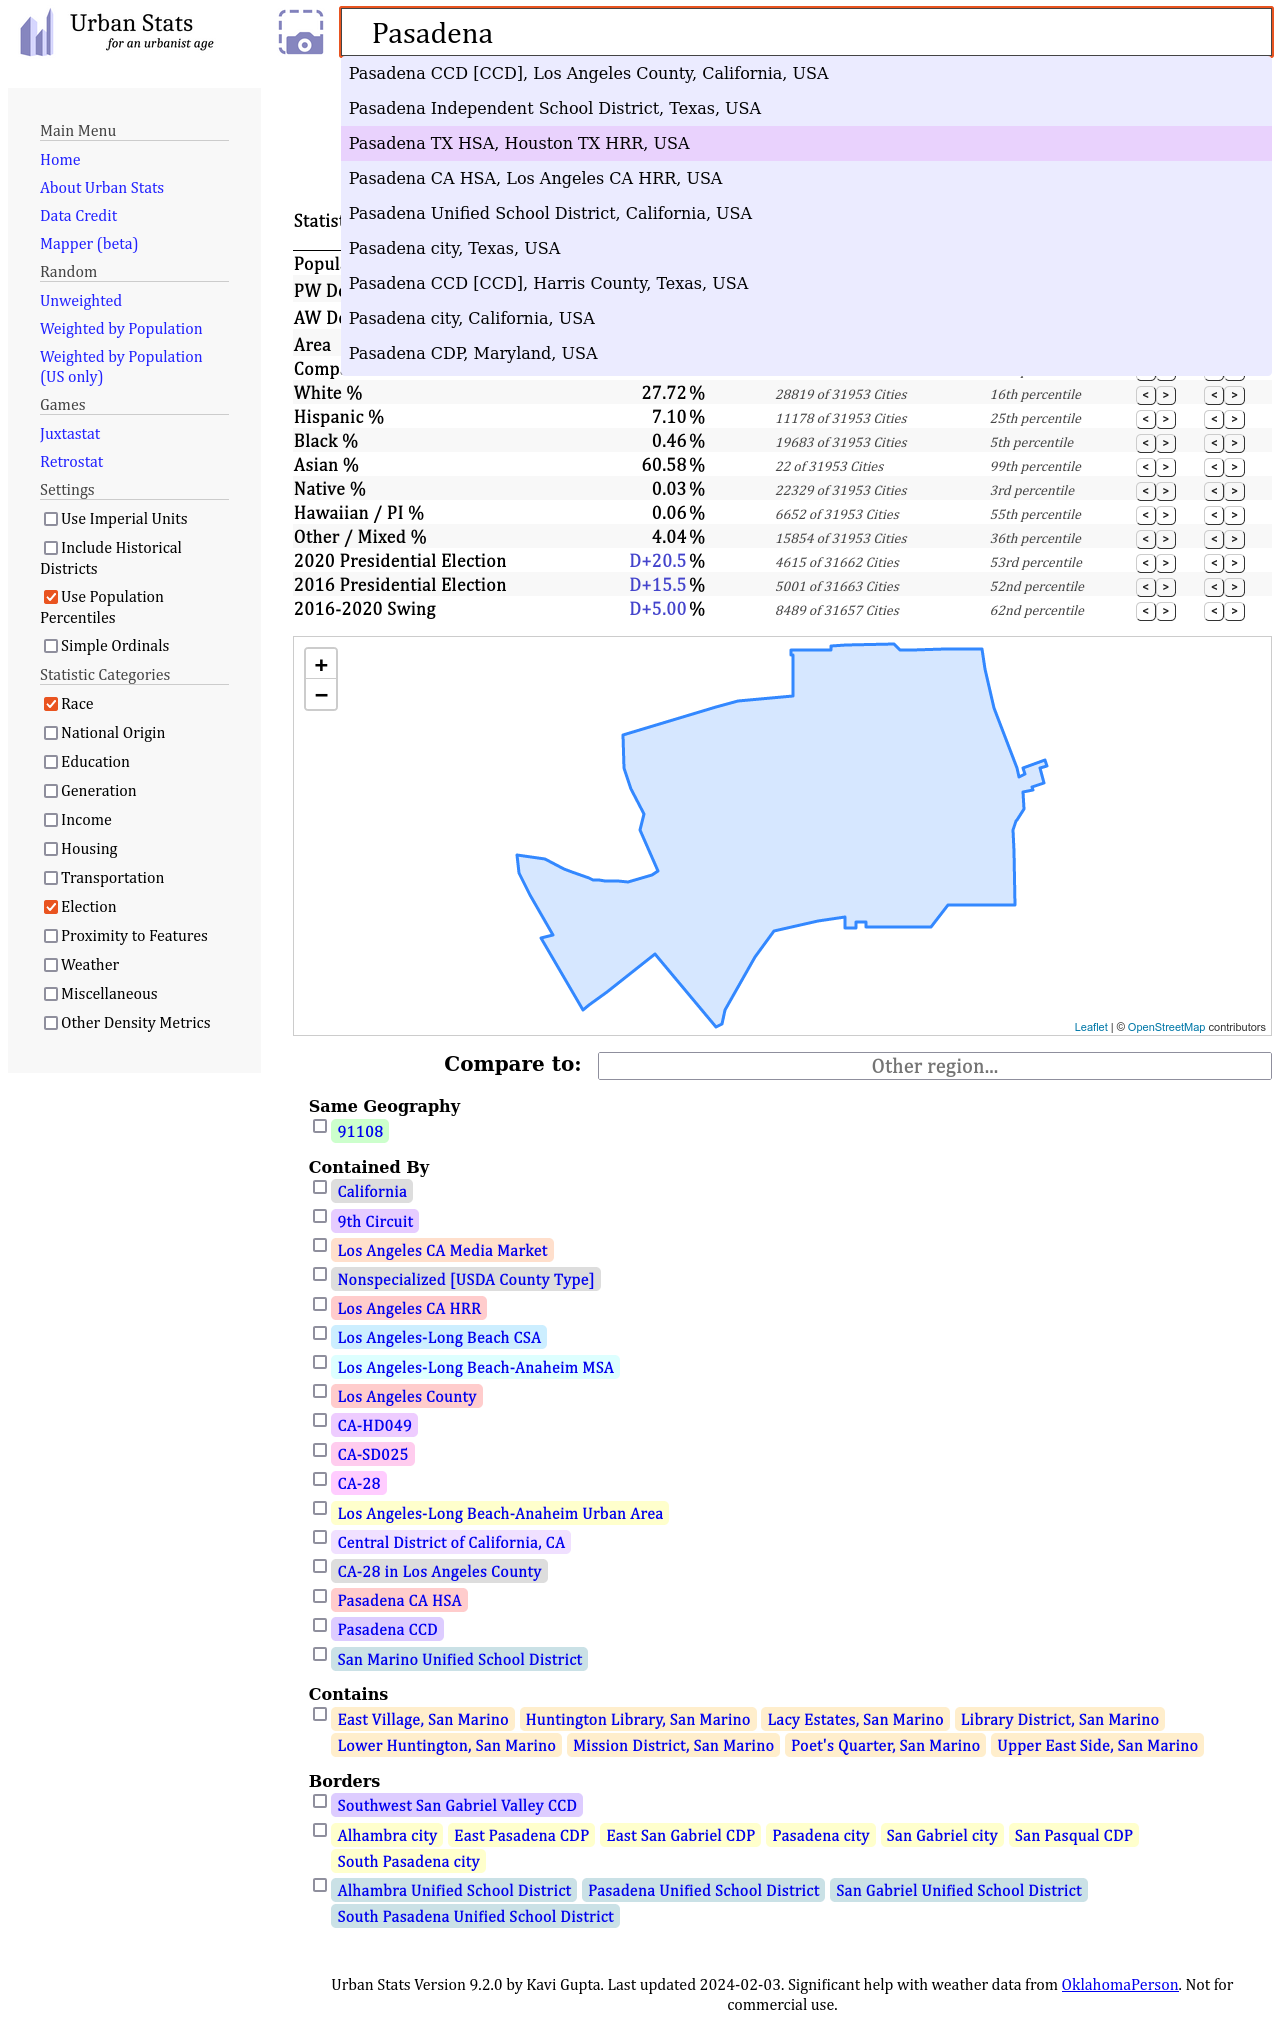 Urban Stats
for an urbanist age
Pasadena
Pasadena CCD [CCD], Los Angeles County, California, USA
Pasadena Independent School District, Texas, USA
Pasadena TX HSA, Houston TX HRR, USA
Pasadena CA HSA, Los Angeles CA HRR, USA
Pasadena Unified School District, California, USA
Pasadena city, Texas, USA
Pasadena CCD [CCD], Harris County, Texas, USA
Pasadena city, California, USA
Pasadena CDP, Maryland, USA
Main Menu
Home
About Urban Stats
Data Credit
Mapper (beta)
Random
Unweighted
Weighted by Population
Weighted by Population
(US only)
Games
Juxtastat
Retrostat
Settings
Use Imperial Units
Include Historical
Districts
Use Population
Percentiles
Simple Ordinals
Statistic Categories
Race
National Origin
Education
Generation
Income
Housing
Transportation
Election
Proximity to Features
Weather
Miscellaneous
Other Density Metrics
Statist
Popul
PW De
AW De
Area
Comp
White % 27.72% 28819 of 31953 Cities 16th percentile < > < >
Hispanic % 7.10% 11178 of 31953 Cities 25th percentile < > < >
Black % 0.46% 19683 of 31953 Cities 5th percentile < > < >
Asian % 60.58% 22 of 31953 Cities 99th percentile < > < >
Native % 0.03% 22329 of 31953 Cities 3rd percentile < > < >
Hawaiian / PI % 0.06% 6652 of 31953 Cities 55th percentile < > < >
Other / Mixed % 4.04% 15854 of 31953 Cities 36th percentile < > < >
2020 Presidential Election D+20.5% 4615 of 31662 Cities 53rd percentile < > < >
2016 Presidential Election D+15.5% 5001 of 31663 Cities 52nd percentile < > < >
2016-2020 Swing D+5.00% 8489 of 31657 Cities 62nd percentile < > < >
+
−
Leaflet | © OpenStreetMap contributors
Compare to: Other region...
Same Geography
91108
Contained By
California
9th Circuit
Los Angeles CA Media Market
Nonspecialized [USDA County Type]
Los Angeles CA HRR
Los Angeles-Long Beach CSA
Los Angeles-Long Beach-Anaheim MSA
Los Angeles County
CA-HD049
CA-SD025
CA-28
Los Angeles-Long Beach-Anaheim Urban Area
Central District of California, CA
CA-28 in Los Angeles County
Pasadena CA HSA
Pasadena CCD
San Marino Unified School District
Contains
East Village, San Marino Huntington Library, San Marino Lacy Estates, San Marino Library District, San Marino
Lower Huntington, San Marino Mission District, San Marino Poet's Quarter, San Marino Upper East Side, San Marino
Borders
Southwest San Gabriel Valley CCD
Alhambra city East Pasadena CDP East San Gabriel CDP Pasadena city San Gabriel city San Pasqual CDP
South Pasadena city
Alhambra Unified School District Pasadena Unified School District San Gabriel Unified School District
South Pasadena Unified School District
Urban Stats Version 9.2.0 by Kavi Gupta. Last updated 2024-02-03. Significant help with weather data from OklahomaPerson. Not for
commercial use.